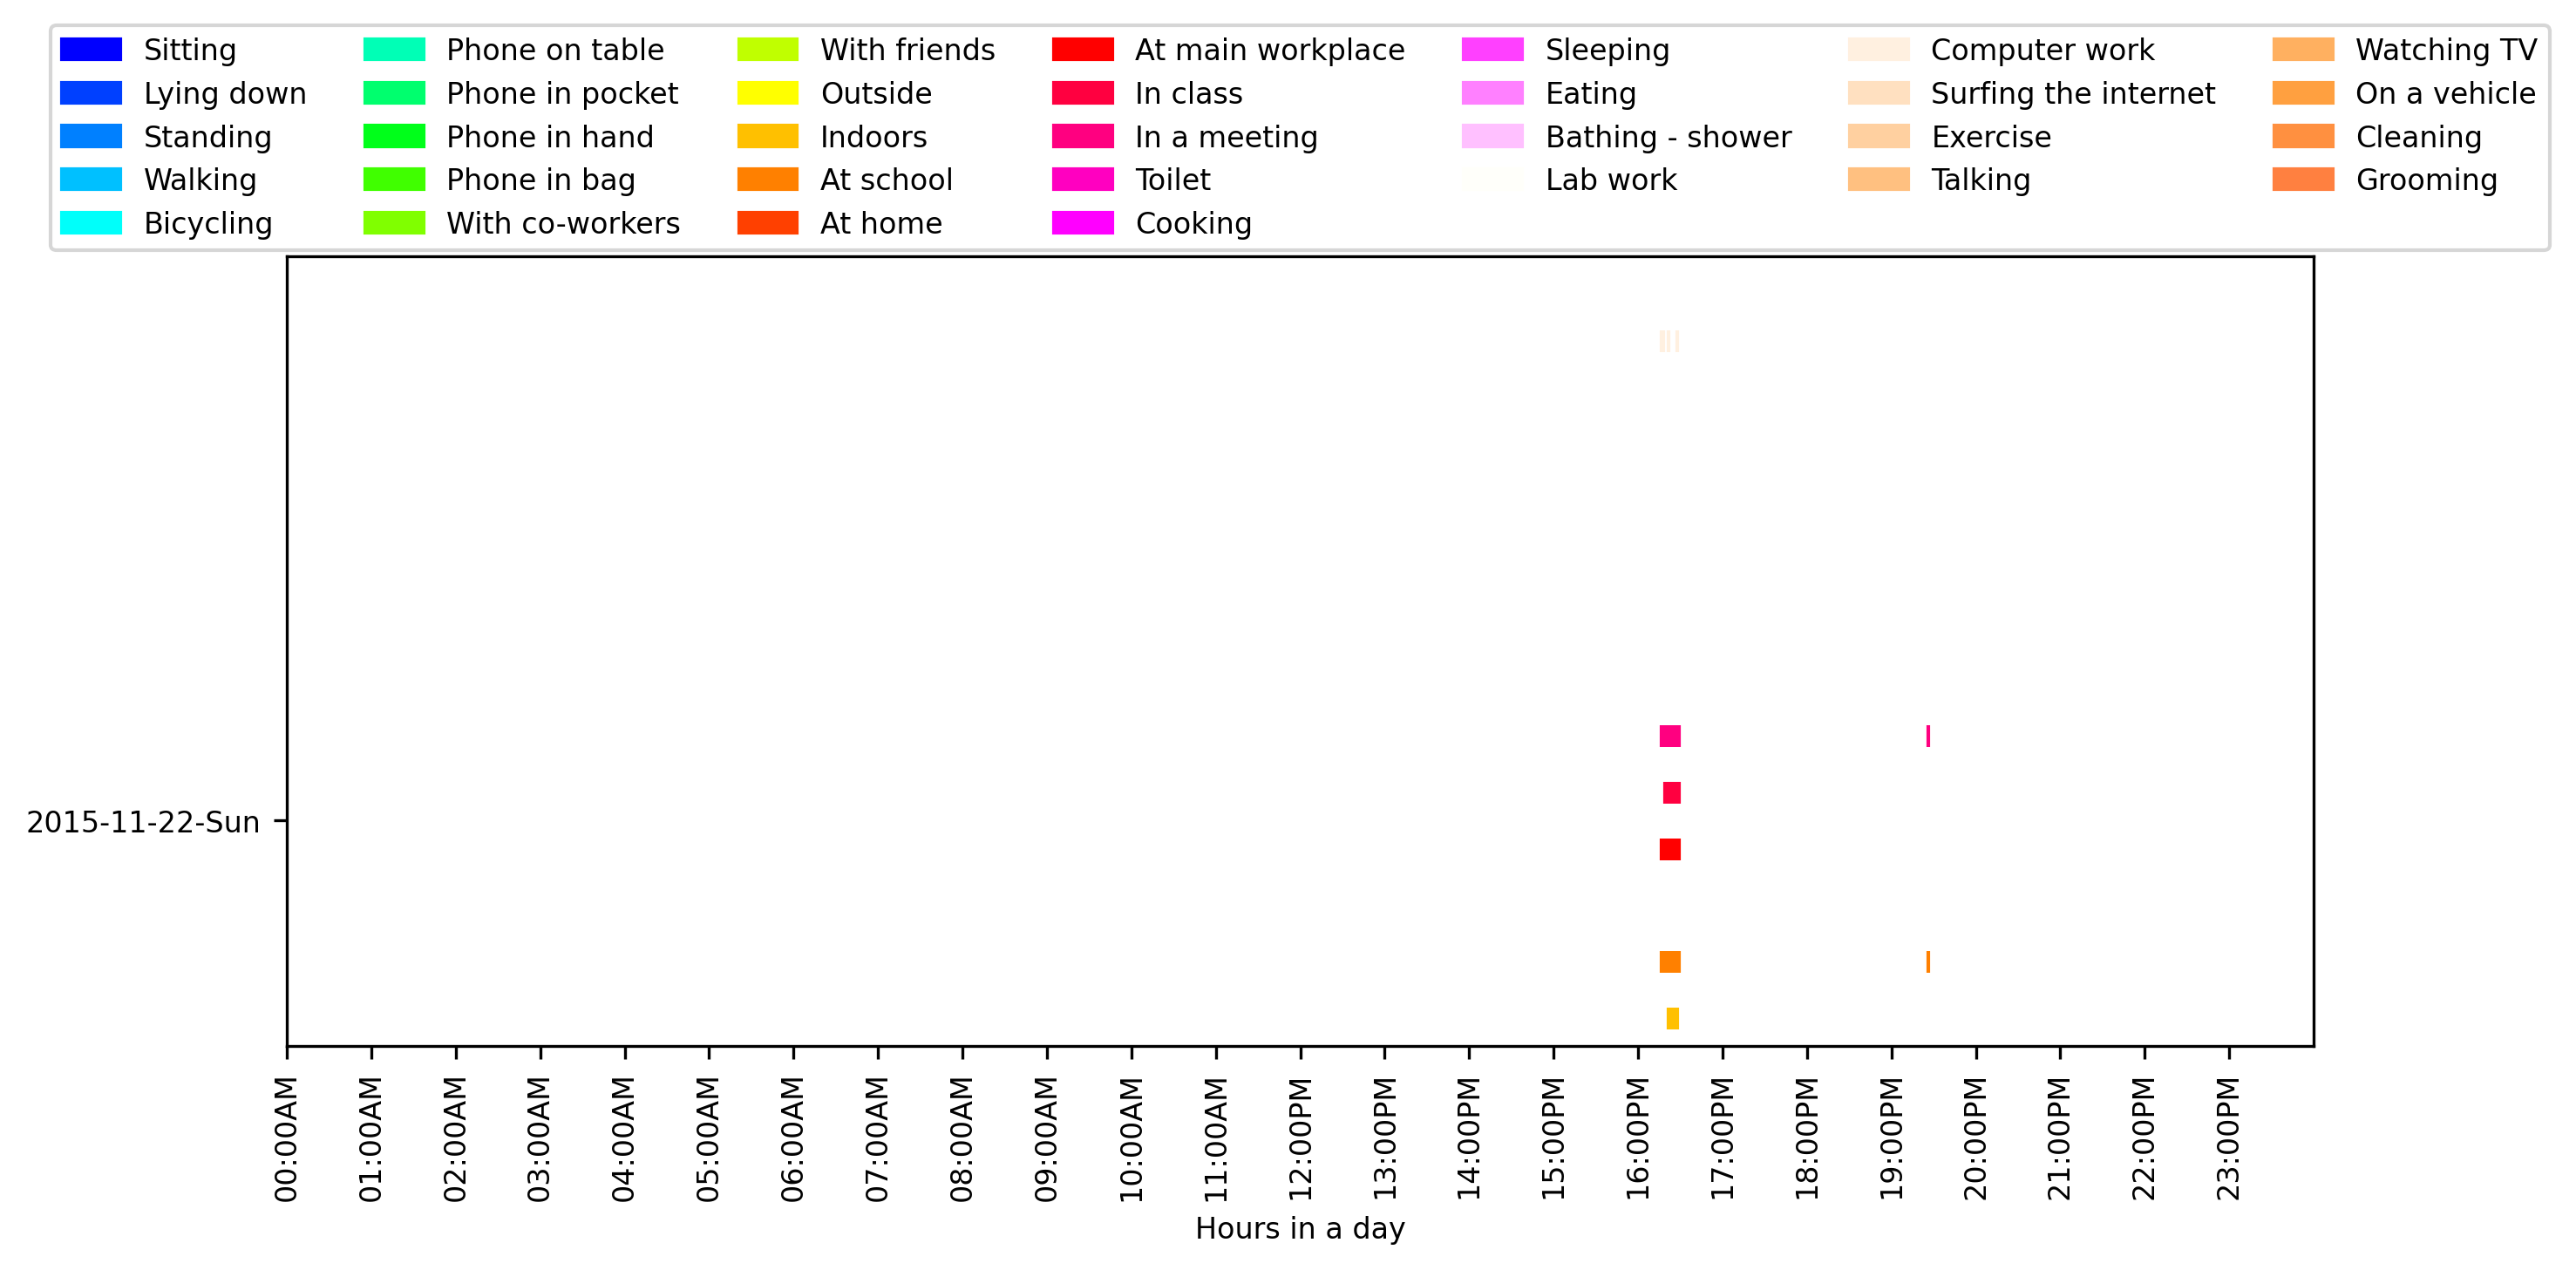 Sitting Phone on table With friends At main workplace Sleeping Computer work Watching TV
Lying down Phone in pocket Outside In class Eating Surfing the internet On a vehicle
Standing Phone in hand Indoors In a meeting Bathing - shower Exercise Cleaning
Walking Phone in bag At school Toilet Lab work Talking Grooming
Bicycling With co-workers At home Cooking
2015-11-22-Sun
00:00AM
01:00AM
02:00AM
03:00AM
04:00AM
05:00AM
06:00AM
07:00AM
08:00AM
09:00AM
10:00AM
11:00AM
12:00PM
13:00PM
14:00PM
15:00PM
16:00PM
17:00PM
18:00PM
19:00PM
20:00PM
21:00PM
22:00PM
23:00PM
Hours in a day